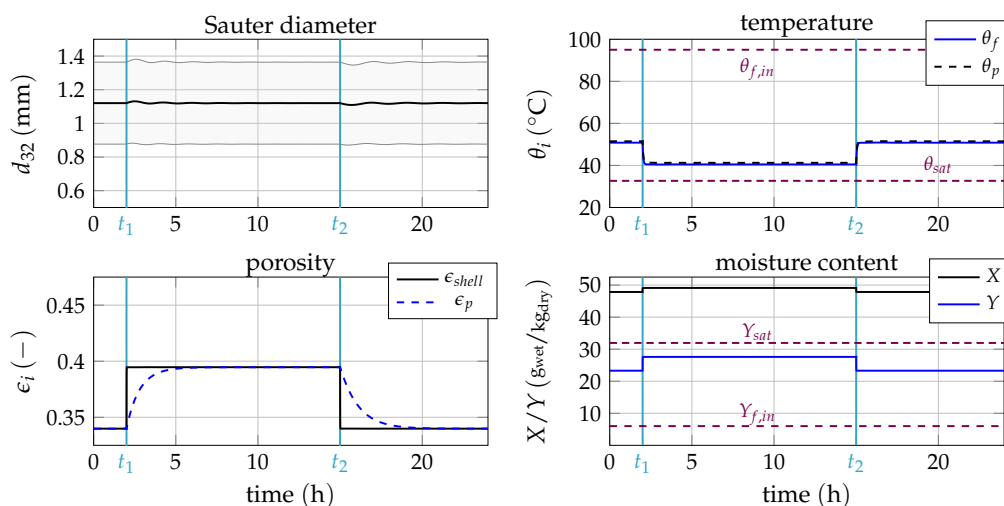 Sauter diameter
1.4
1.2
1
0.8
0.6
d32 (mm)
0 t1 5 10 t2 20
temperature
100
80
60
40
20
θi (°C)
θf,in
θsat
θf
θp
0 t1 5 10 t2 20
porosity
0.45
0.4
0.35
ϵi (−)
ϵshell
ϵp
0 t1 5 10 t2 20
time (h)
moisture content
50
40
30
20
10
X/Y (gwet/kgdry)
X
Y
Ysat
Yf,in
0 t1 5 10 t2 20
time (h)